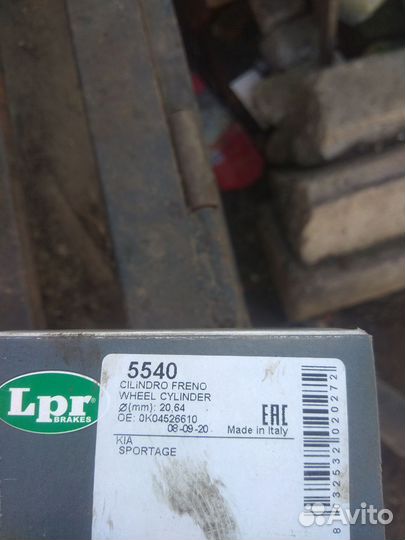 5540
CILINDRO FRENO
WHEEL CYLINDER
Ø(mm): 20,64
OE: 0K04526610
08-09-20
Made in Italy
EAC
KIA
SPORTAGE
Lpr
BRAKES
Avito